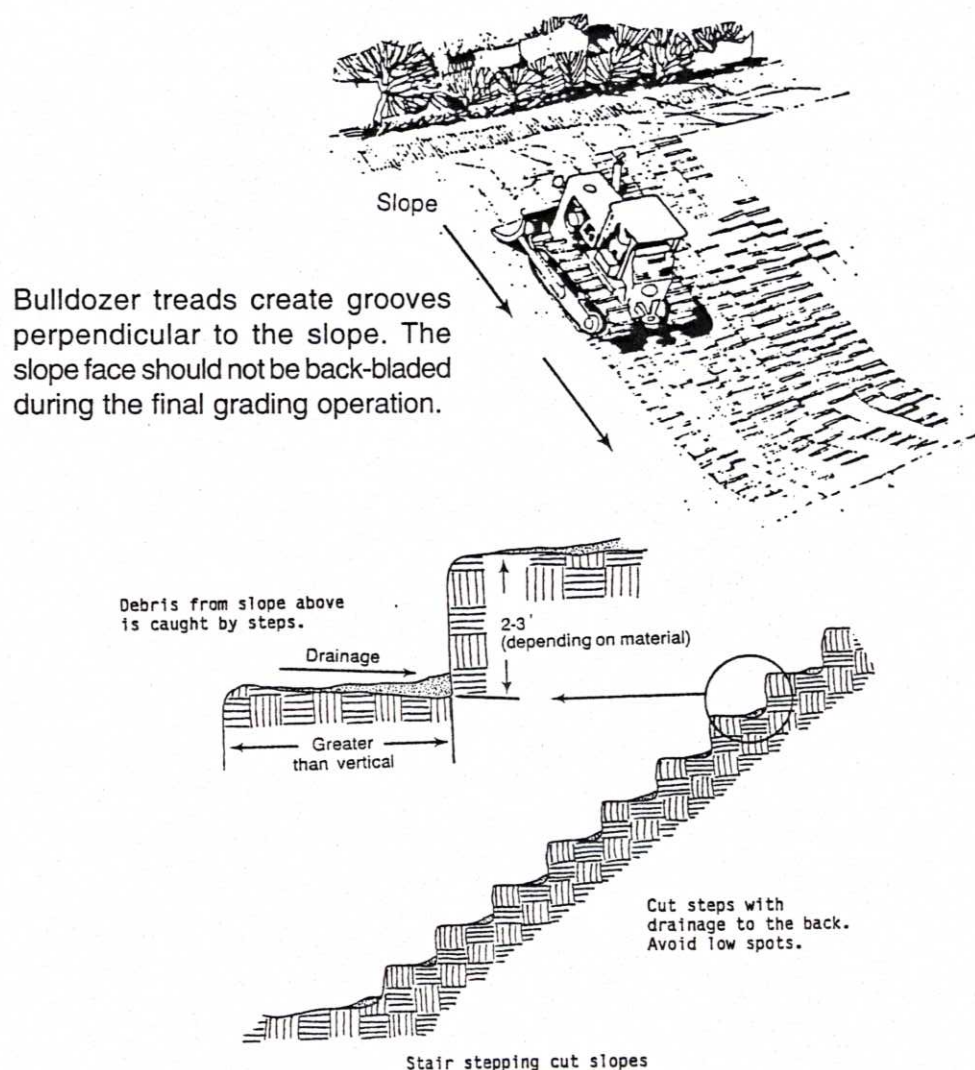 Slope
Bulldozer treads create grooves
perpendicular to the slope. The
slope face should not be back-bladed
during the final grading operation.
Debris from slope above
is caught by steps.
Drainage
2-3'
(depending on material)
Greater
than vertical
Cut steps with
drainage to the back.
Avoid low spots.
Stair stepping cut slopes